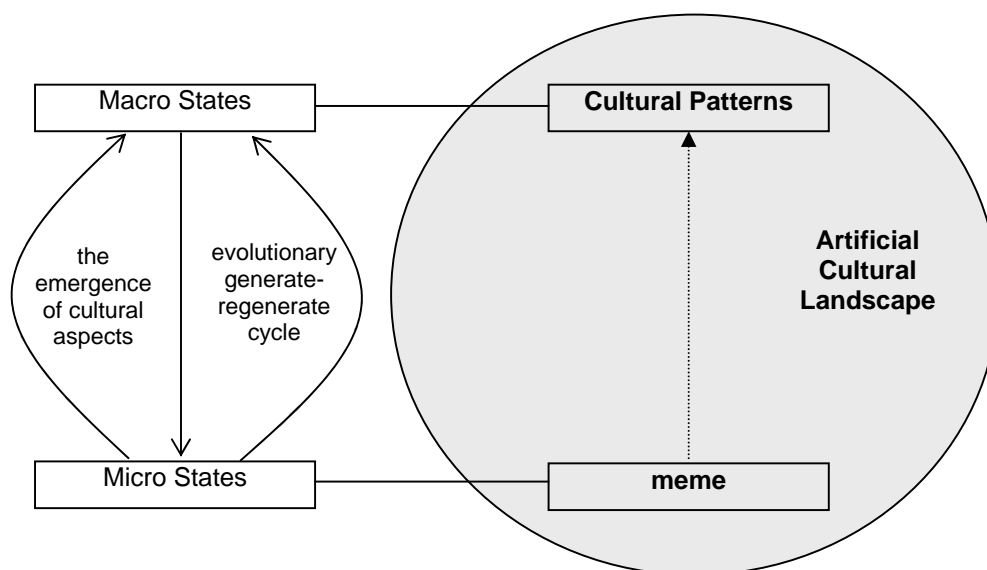 Macro States
Cultural Patterns
the
emergence
of cultural
aspects
evolutionary
generate-
regenerate
cycle
Artificial
Cultural
Landscape
Micro States
meme